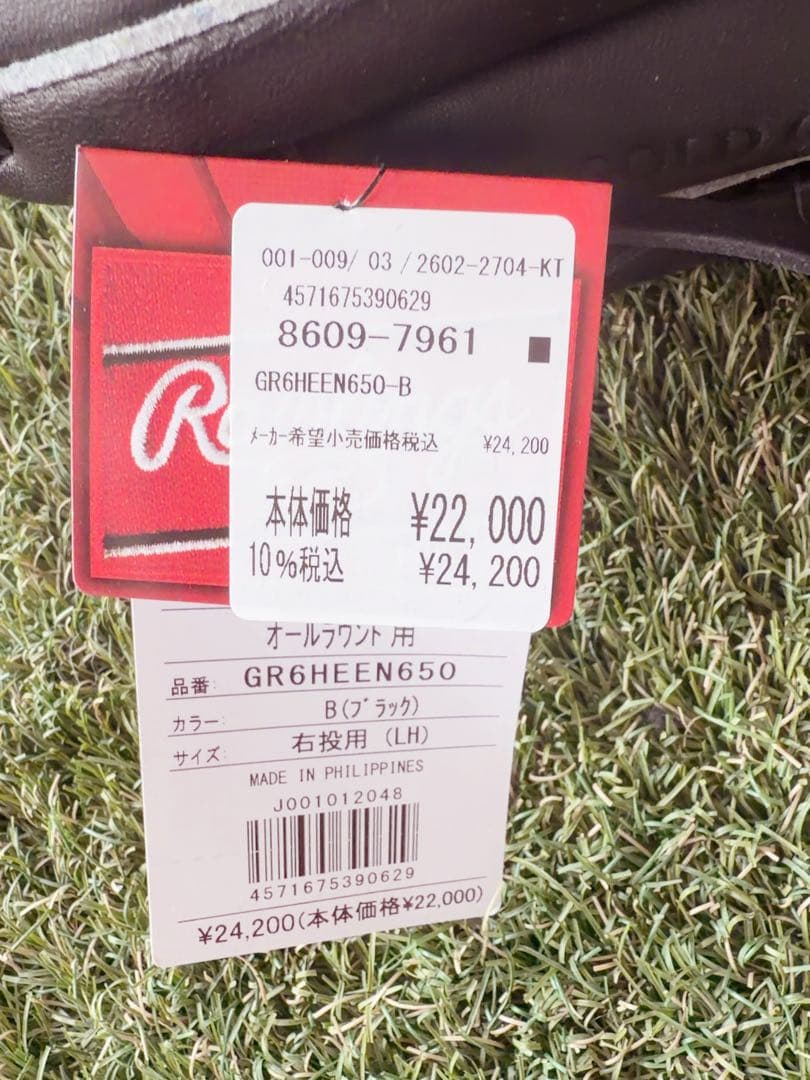 001-009/ 03 /2602-2704-KT
4571675390629
8609-7961 ■
GR6HEEN650-B
ﾒｰｶｰ希望小売価格税込 ¥24,200
本体価格 ¥22,000
10%税込 ¥24,200
オールラウンド用
品番: GR6HEEN650
カラー: B(ﾌﾞﾗｯｸ)
サイズ: 右投用 (LH)
MADE IN PHILIPPINES
J001012048
4571675390629
¥24,200(本体価格¥22,000)